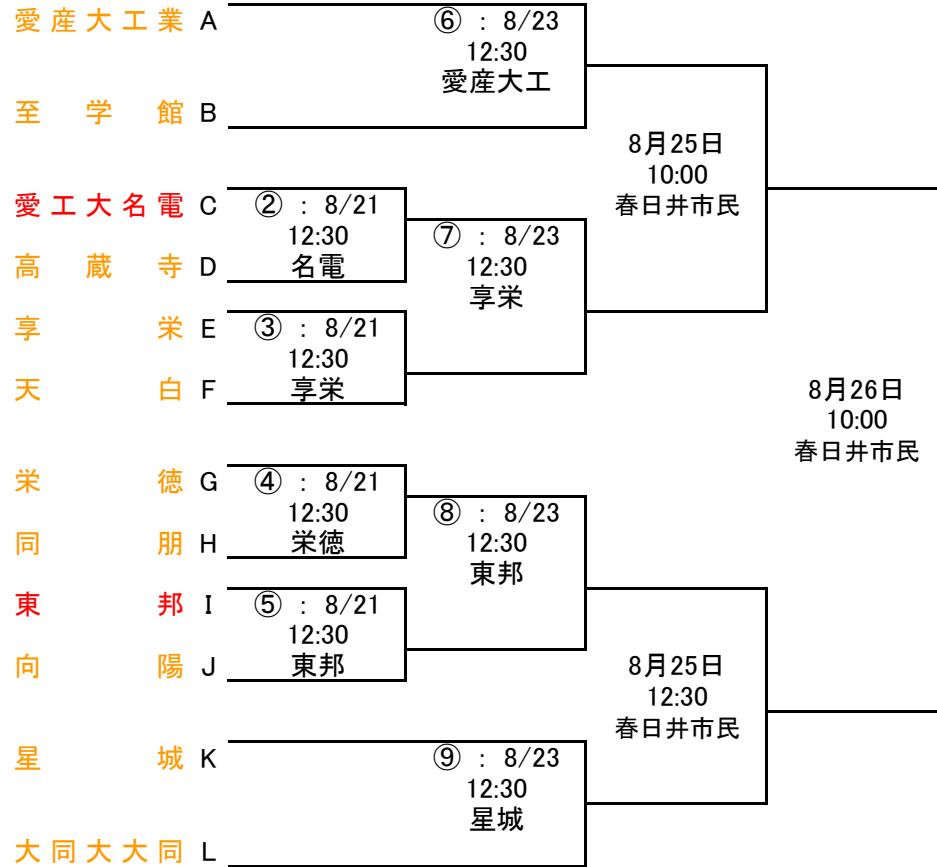 愛産大工業 A
⑥ : 8/23
12:30
愛産大工
至学館 B
8月25日
10:00
春日井市民
愛工大名電 C
② : 8/21
12:30
名電
高蔵寺 D
⑦ : 8/23
12:30
享栄
享栄 E
③ : 8/21
12:30
享栄
天白 F
8月26日
10:00
春日井市民
栄徳 G
④ : 8/21
12:30
栄徳
同朋 H
⑧ : 8/23
12:30
東邦
東邦 I
⑤ : 8/21
12:30
東邦
向陽 J
8月25日
12:30
春日井市民
星城 K
⑨ : 8/23
12:30
星城
大同大大同 L